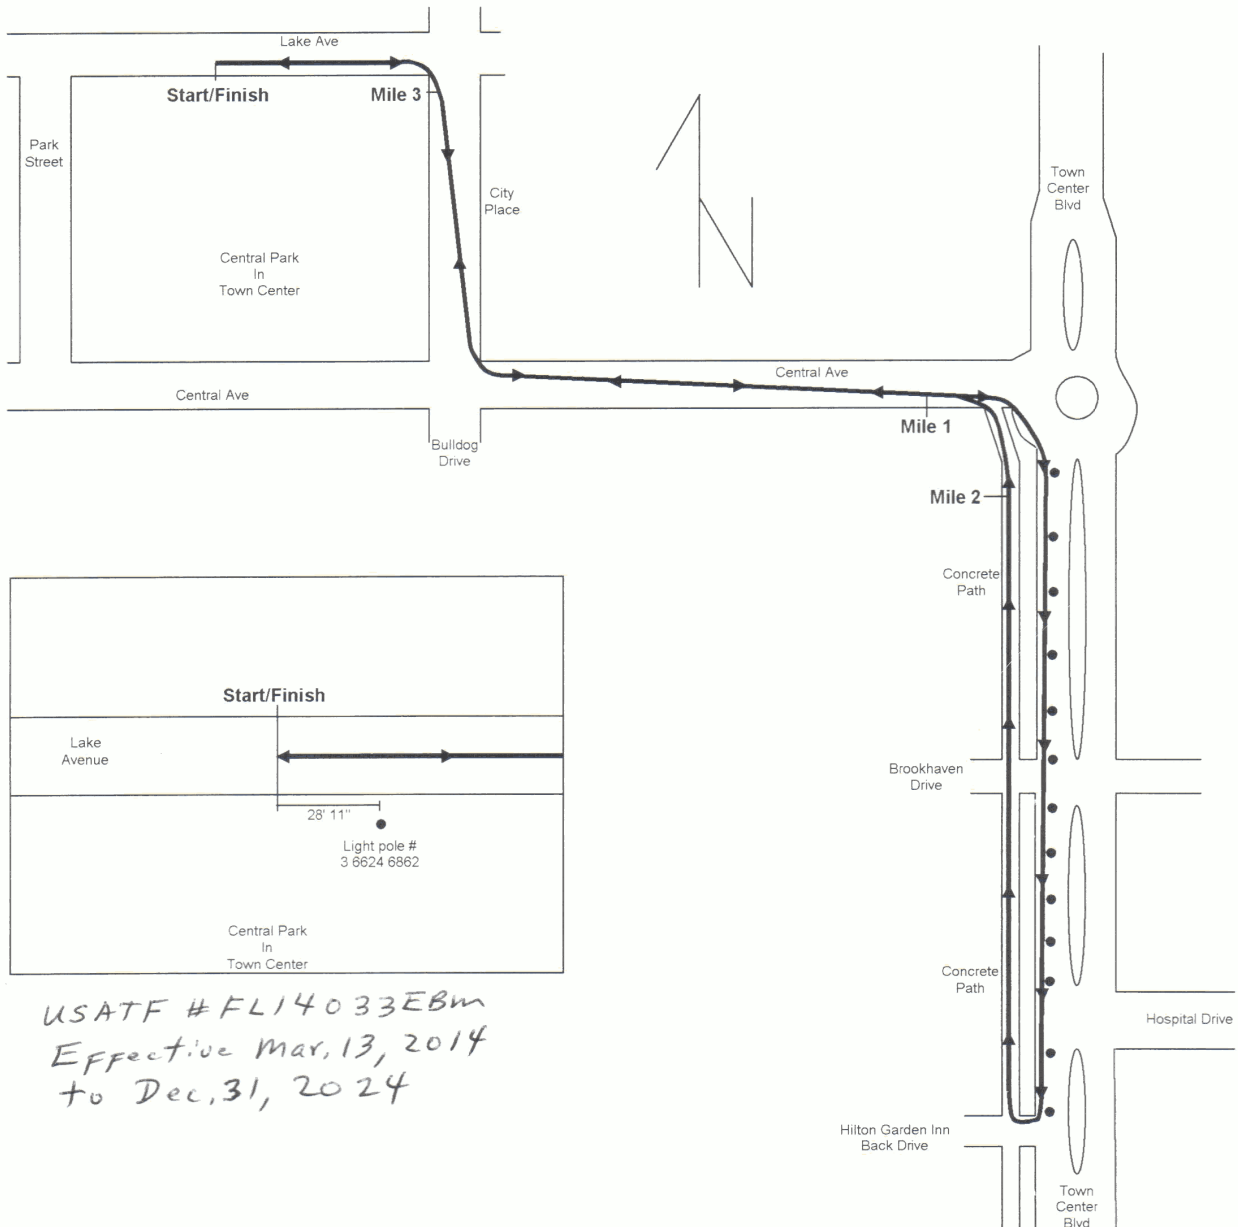 Lake Ave
Start/Finish
Mile 3
Park
Street
City
Place
Town
Center
Blvd
Central Park
In
Town Center
N
Central Ave
Central Ave
Mile 1
Bulldog
Drive
Mile 2
Concrete
Path
Start/Finish
Lake
Avenue
28' 11"
Light pole #
3 6624 6862
Central Park
In
Town Center
Brookhaven
Drive
Concrete
Path
Hospital Drive
Hilton Garden Inn
Back Drive
Town
Center
Blvd
USATF #FL14033EBm
Effective Mar. 13, 2014
to Dec. 31, 2024